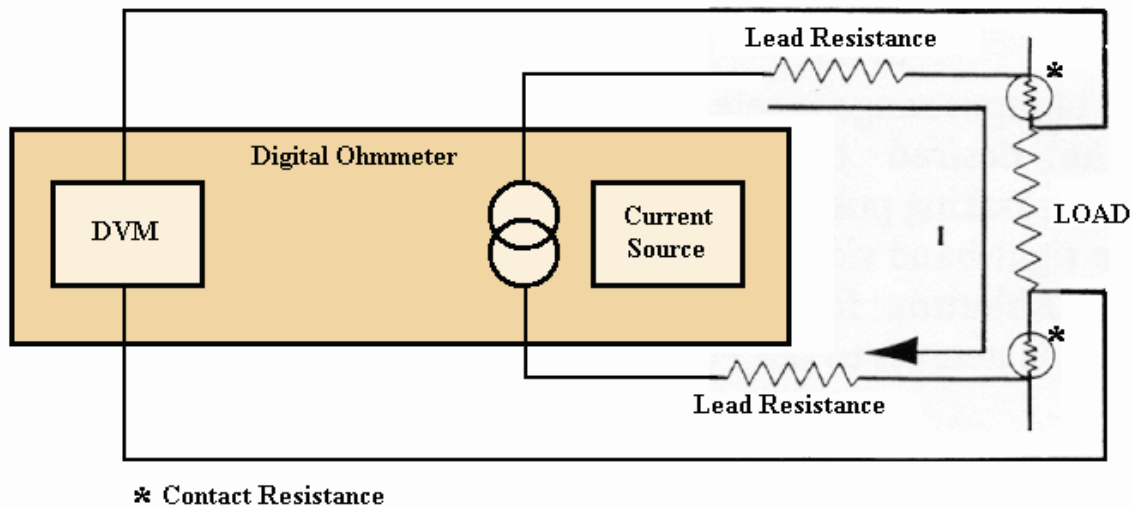 Lead Resistance
*
Digital Ohmmeter
DVM
Current
Source
I
LOAD
*
Lead Resistance
* Contact Resistance